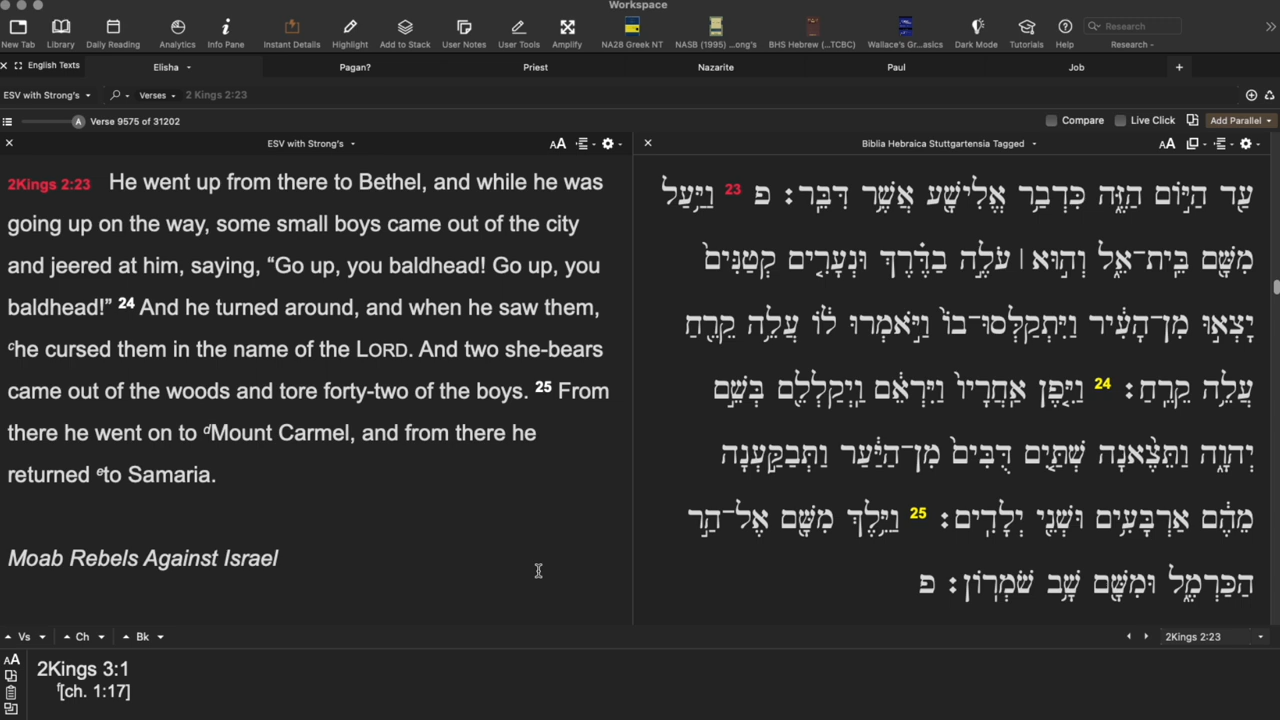 Workspace
New Tab Library Daily Reading Analytics Info Pane Instant Details Highlight Add to Stack User Notes User Tools Amplify NA28 Greek NT NASB (1995) ...ong's BHS Hebrew (...TCBC) Wallace's Gr...asics Dark Mode Tutorials Help Research -
Research
English Texts Elisha Pagan? Priest Nazarite Paul Job +
ESV with Strong's Verses 2 Kings 2:23
A Verse 9575 of 31202 Compare Live Click Add Parallel
ESV with Strong's AA
2Kings 2:23 He went up from there to Bethel, and while he was
going up on the way, some small boys came out of the city
and jeered at him, saying, “Go up, you baldhead! Go up, you
baldhead!” 24 And he turned around, and when he saw them,
c he cursed them in the name of the LORD. And two she-bears
came out of the woods and tore forty-two of the boys. 25 From
there he went on to d Mount Carmel, and from there he
returned e to Samaria.
Moab Rebels Against Israel
Biblia Hebraica Stuttgartensia Tagged AA
עַ֖ד הַיּ֣וֹם הַזֶּ֑ה כִּדְבַ֥ר אֱלִישָׁ֖ע אֲשֶׁ֥ר דִּבֵּֽר׃ פ 23 וַיַּ֥עַל
מִשָּׁ֖ם בֵּֽית־אֵ֑ל וְה֣וּא׀ עֹלֶ֣ה בַדֶּ֗רֶךְ וּנְעָרִ֤ים קְטַנִּים֙
יָצְא֣וּ מִן־הָעִ֔יר וַיִּתְקַלְּסוּ־בוֹ֙ וַיֹּ֣אמְרוּ ל֔וֹ עֲלֵ֥ה קֵרֵ֖חַ
עֲלֵ֥ה קֵרֵֽחַ׃ 24 וַיִּ֤פֶן אַֽחֲרָיו֙ וַיִּרְאֵ֔ם וַֽיְקַלְלֵ֖ם בְּשֵׁ֣ם
יְהוָ֑ה וַתֵּצֶ֨אנָה שְׁתַּ֤יִם דֻּבִּים֙ מִן־הַיַּ֔עַר וַתְּבַקַּ֣עְנָה
מֵהֶ֔ם אַרְבָּעִ֥ים וּשְׁנֵ֖י יְלָדִֽים׃ 25 וַיֵּ֥לֶךְ מִשָּׁ֖ם אֶל־הַ֣ר
הַכַּרְמֶ֑ל וּמִשָּׁ֖ם שָׁ֥ב שֹׁמְרֽוֹן׃ פ
Vs Ch Bk 2Kings 2:23
AA
2Kings 3:1
f [ch. 1:17]